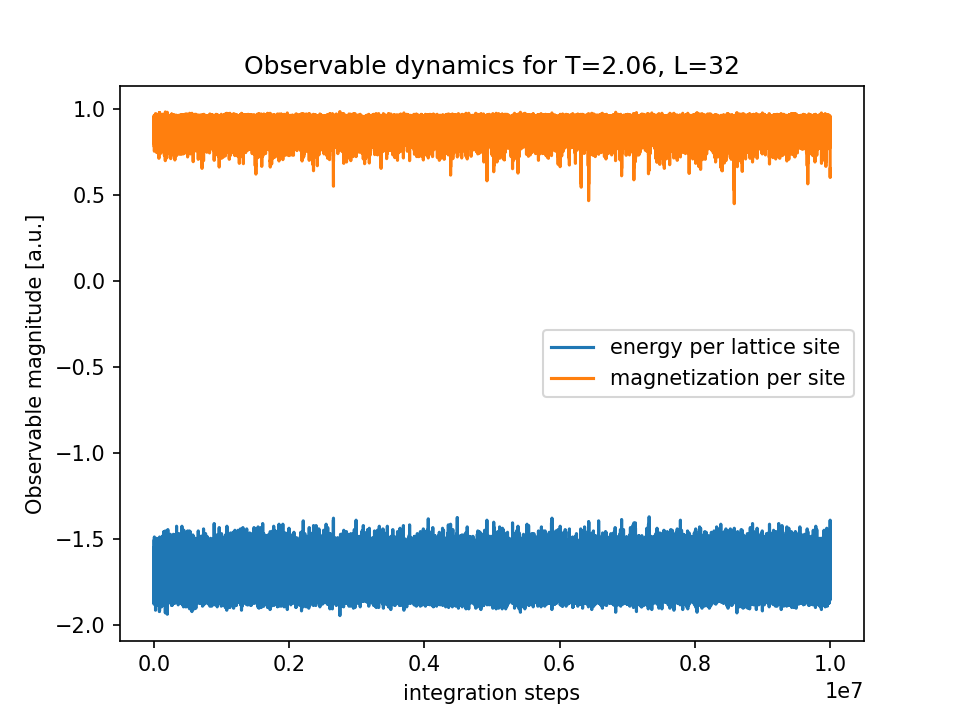 Observable dynamics for T=2.06, L=32
Observable magnitude [a.u.]
1.0
0.5
0.0
−0.5
−1.0
−1.5
−2.0
energy per lattice site
magnetization per site
0.0 0.2 0.4 0.6 0.8 1.0
1e7
integration steps